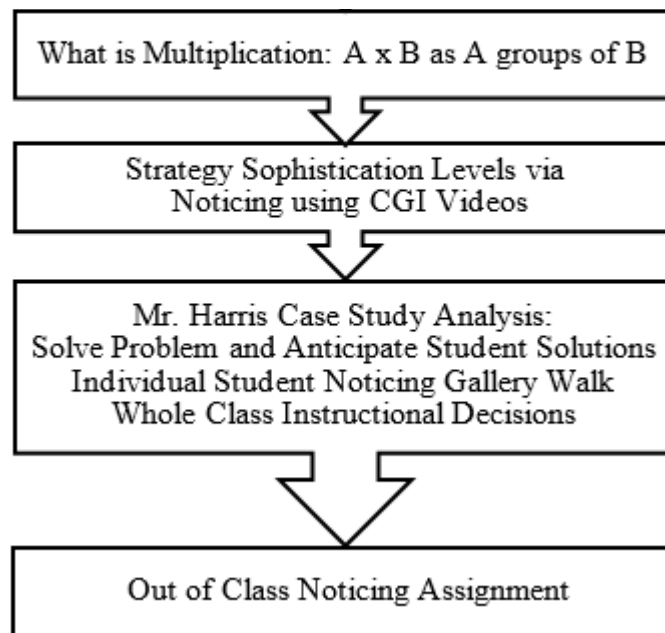 What is Multiplication: A x B as A groups of B
Strategy Sophistication Levels via
Noticing using CGI Videos
Mr. Harris Case Study Analysis:
Solve Problem and Anticipate Student Solutions
Individual Student Noticing Gallery Walk
Whole Class Instructional Decisions
Out of Class Noticing Assignment